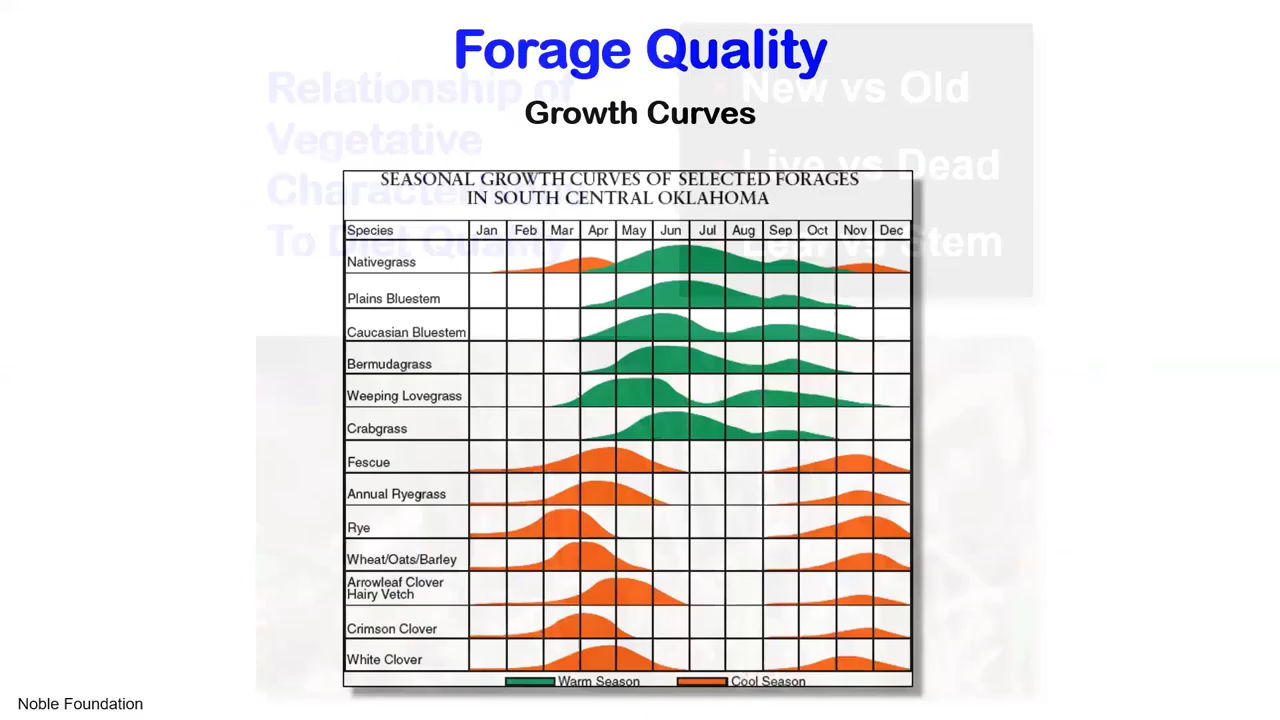 Forage Quality
Growth Curves
Relationship of
Vegetative
To Diet Quality
New vs Old
Live vs Dead
Leaf vs Stem
SEASONAL GROWTH CURVES OF SELECTED FORAGES
IN SOUTH CENTRAL OKLAHOMA
Species Jan Feb Mar Apr May Jun Jul Aug Sep Oct Nov Dec
Nativegrass
Plains Bluestem
Caucasian Bluestem
Bermudagrass
Weeping Lovegrass
Crabgrass
Fescue
Annual Ryegrass
Rye
Wheat/Oats/Barley
Arrowleaf Clover
Hairy Vetch
Crimson Clover
White Clover
Warm Season Cool Season
Noble Foundation